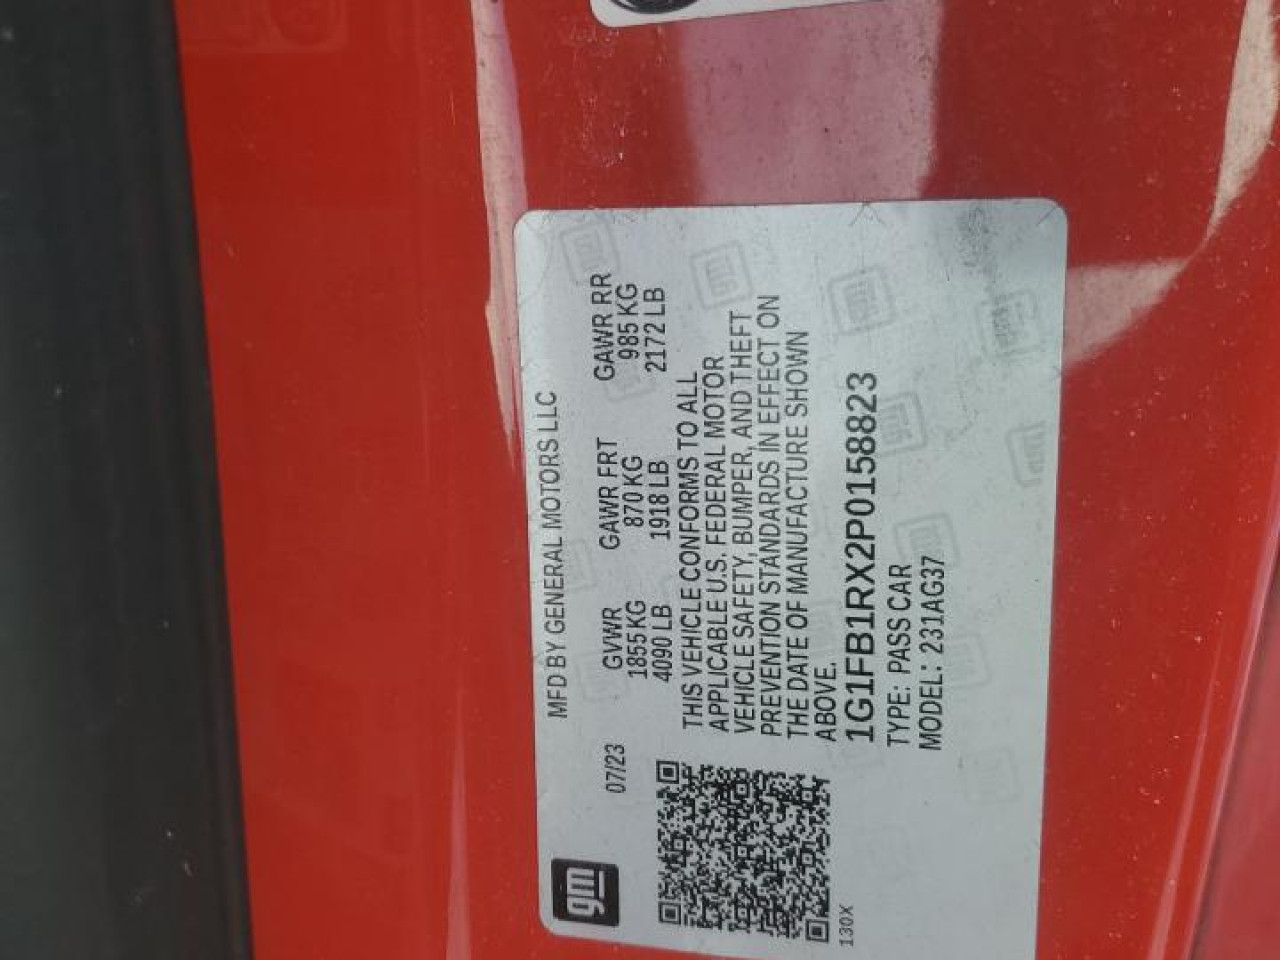 gm
MFD BY GENERAL MOTORS LLC
07/23
GVWR GAWR FRT GAWR RR
1855 KG 870 KG 985 KG
4090 LB 1918 LB 2172 LB
THIS VEHICLE CONFORMS TO ALL
APPLICABLE U.S. FEDERAL MOTOR
VEHICLE SAFETY, BUMPER, AND THEFT
PREVENTION STANDARDS IN EFFECT ON
THE DATE OF MANUFACTURE SHOWN
ABOVE.
1G1FB1RX2P0158823
TYPE: PASS CAR
MODEL: 231AG37
130X